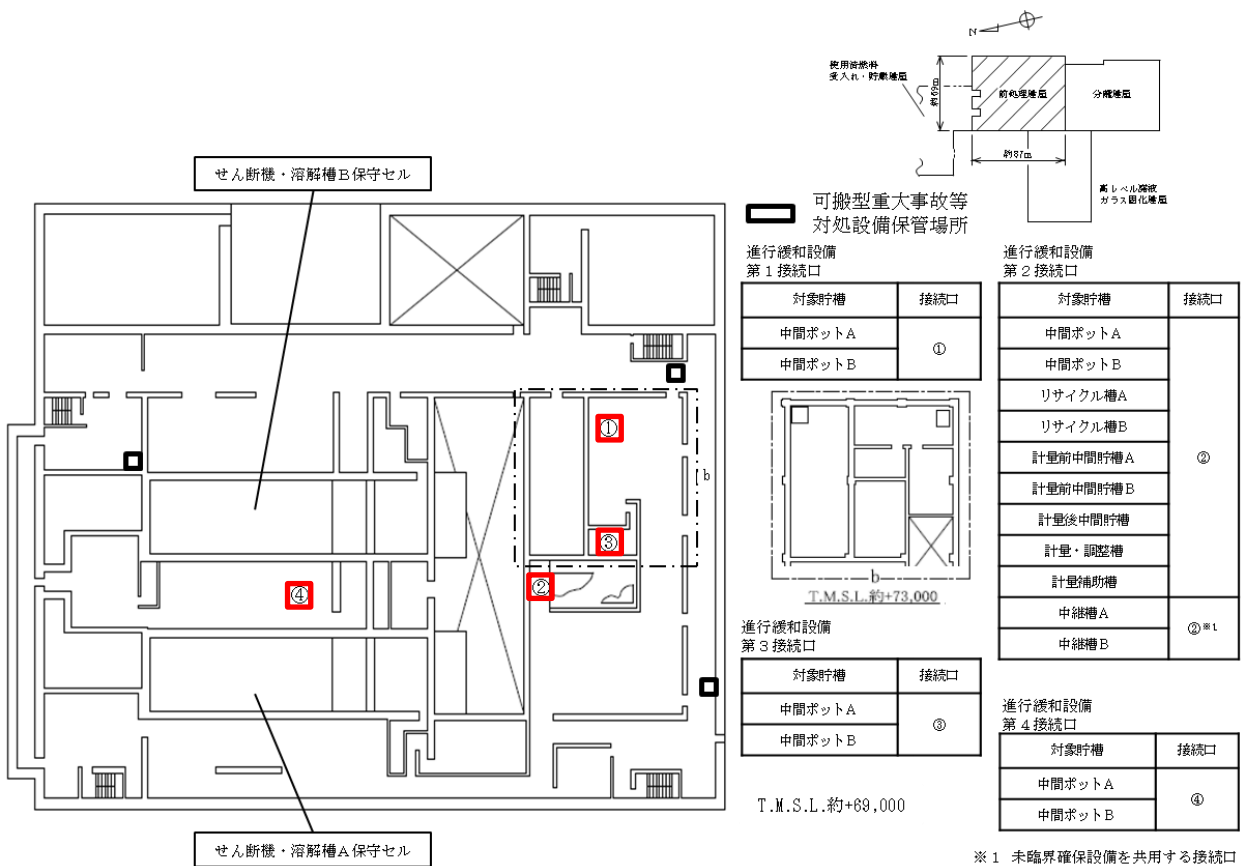 N
使用済燃料
受入れ・貯蔵建屋
約69m
前処理建屋
分離建屋
約87m
高レベル廃液
ガラス固化建屋
せん断機・溶解槽B保守セル
可搬型重大事故等
対処設備保管場所
進行緩和設備
第1接続口
対象貯槽 接続口
中間ポットA ①
中間ポットB
進行緩和設備
第2接続口
対象貯槽 接続口
中間ポットA
中間ポットB
リサイクル槽A
リサイクル槽B
計量前中間貯槽A ②
計量前中間貯槽B
計量後中間貯槽
計量・調整槽
計量補助槽
中継槽A ②※1
中継槽B
①
b
③
②
④
b
T.M.S.L.約+73,000
進行緩和設備
第3接続口
対象貯槽 接続口
中間ポットA ③
中間ポットB
進行緩和設備
第4接続口
対象貯槽 接続口
中間ポットA ④
中間ポットB
T.M.S.L.約+69,000
せん断機・溶解槽A保守セル
※1 未臨界確保設備を共用する接続口